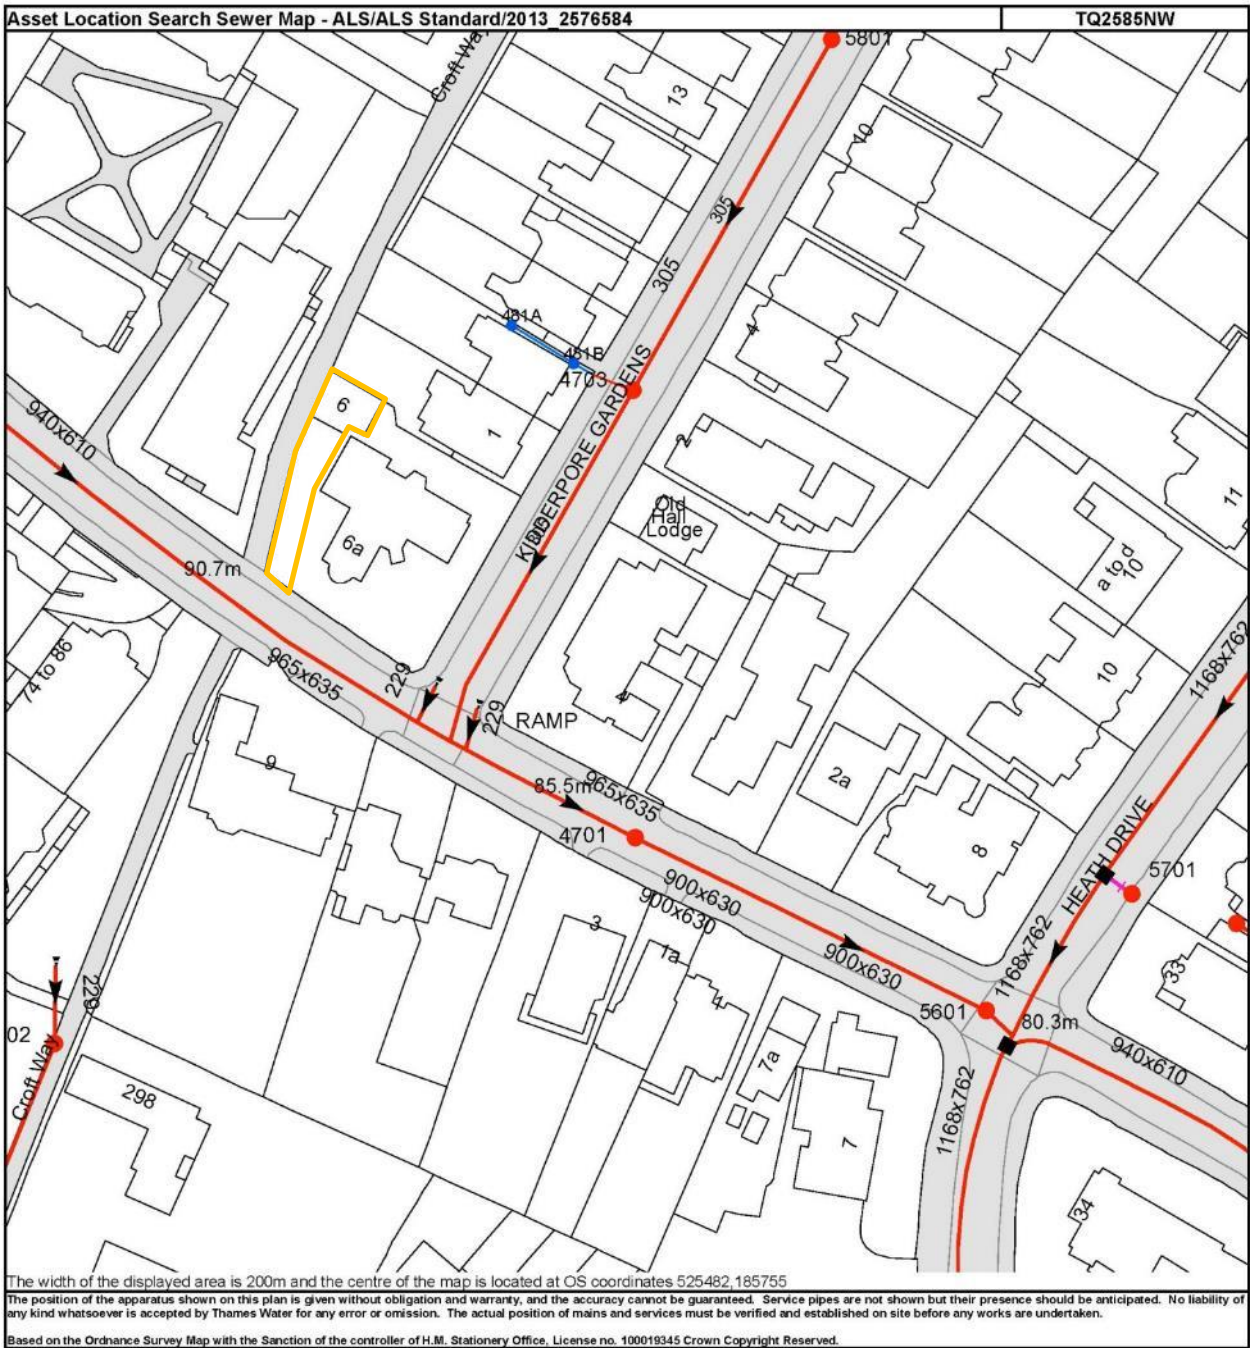 Asset Location Search Sewer Map - ALS/ALS Standard/2013_2576584
TQ2585NW
5801
Croft Way
13
10
305
305
481A
451B
4703
4
940x610
6
1
KIDDERPORE GARDENS
2
Old
Hall
Lodge
11
6a
90.7m
a to d
10
74 to 86
965x635
229
229
RAMP
4
10
1168x762
9
85.5m
965x635
2a
4701
8
HEATH DRIVE
5701
900x630
900x630
3
1a
1
900x630
1168x762
33
229
02
5601
80.3m
940x610
Croft Way
298
7a
7
1168x762
34
The width of the displayed area is 200m and the centre of the map is located at OS coordinates 525482,185755
The position of the apparatus shown on this plan is given without obligation and warranty, and the accuracy cannot be guaranteed. Service pipes are not shown but their presence should be anticipated. No liability of
any kind whatsoever is accepted by Thames Water for any error or omission. The actual position of mains and services must be verified and established on site before any works are undertaken.
Based on the Ordnance Survey Map with the Sanction of the controller of H.M. Stationery Office, License no. 100019345 Crown Copyright Reserved.